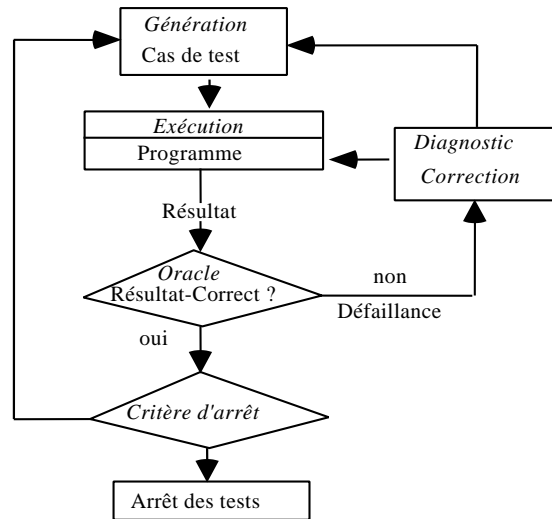 Génération
Cas de test
Exécution
Programme
Diagnostic
Correction
Résultat
Oracle
Résultat-Correct ?
non
Défaillance
oui
Critère d'arrêt
Arrêt des tests